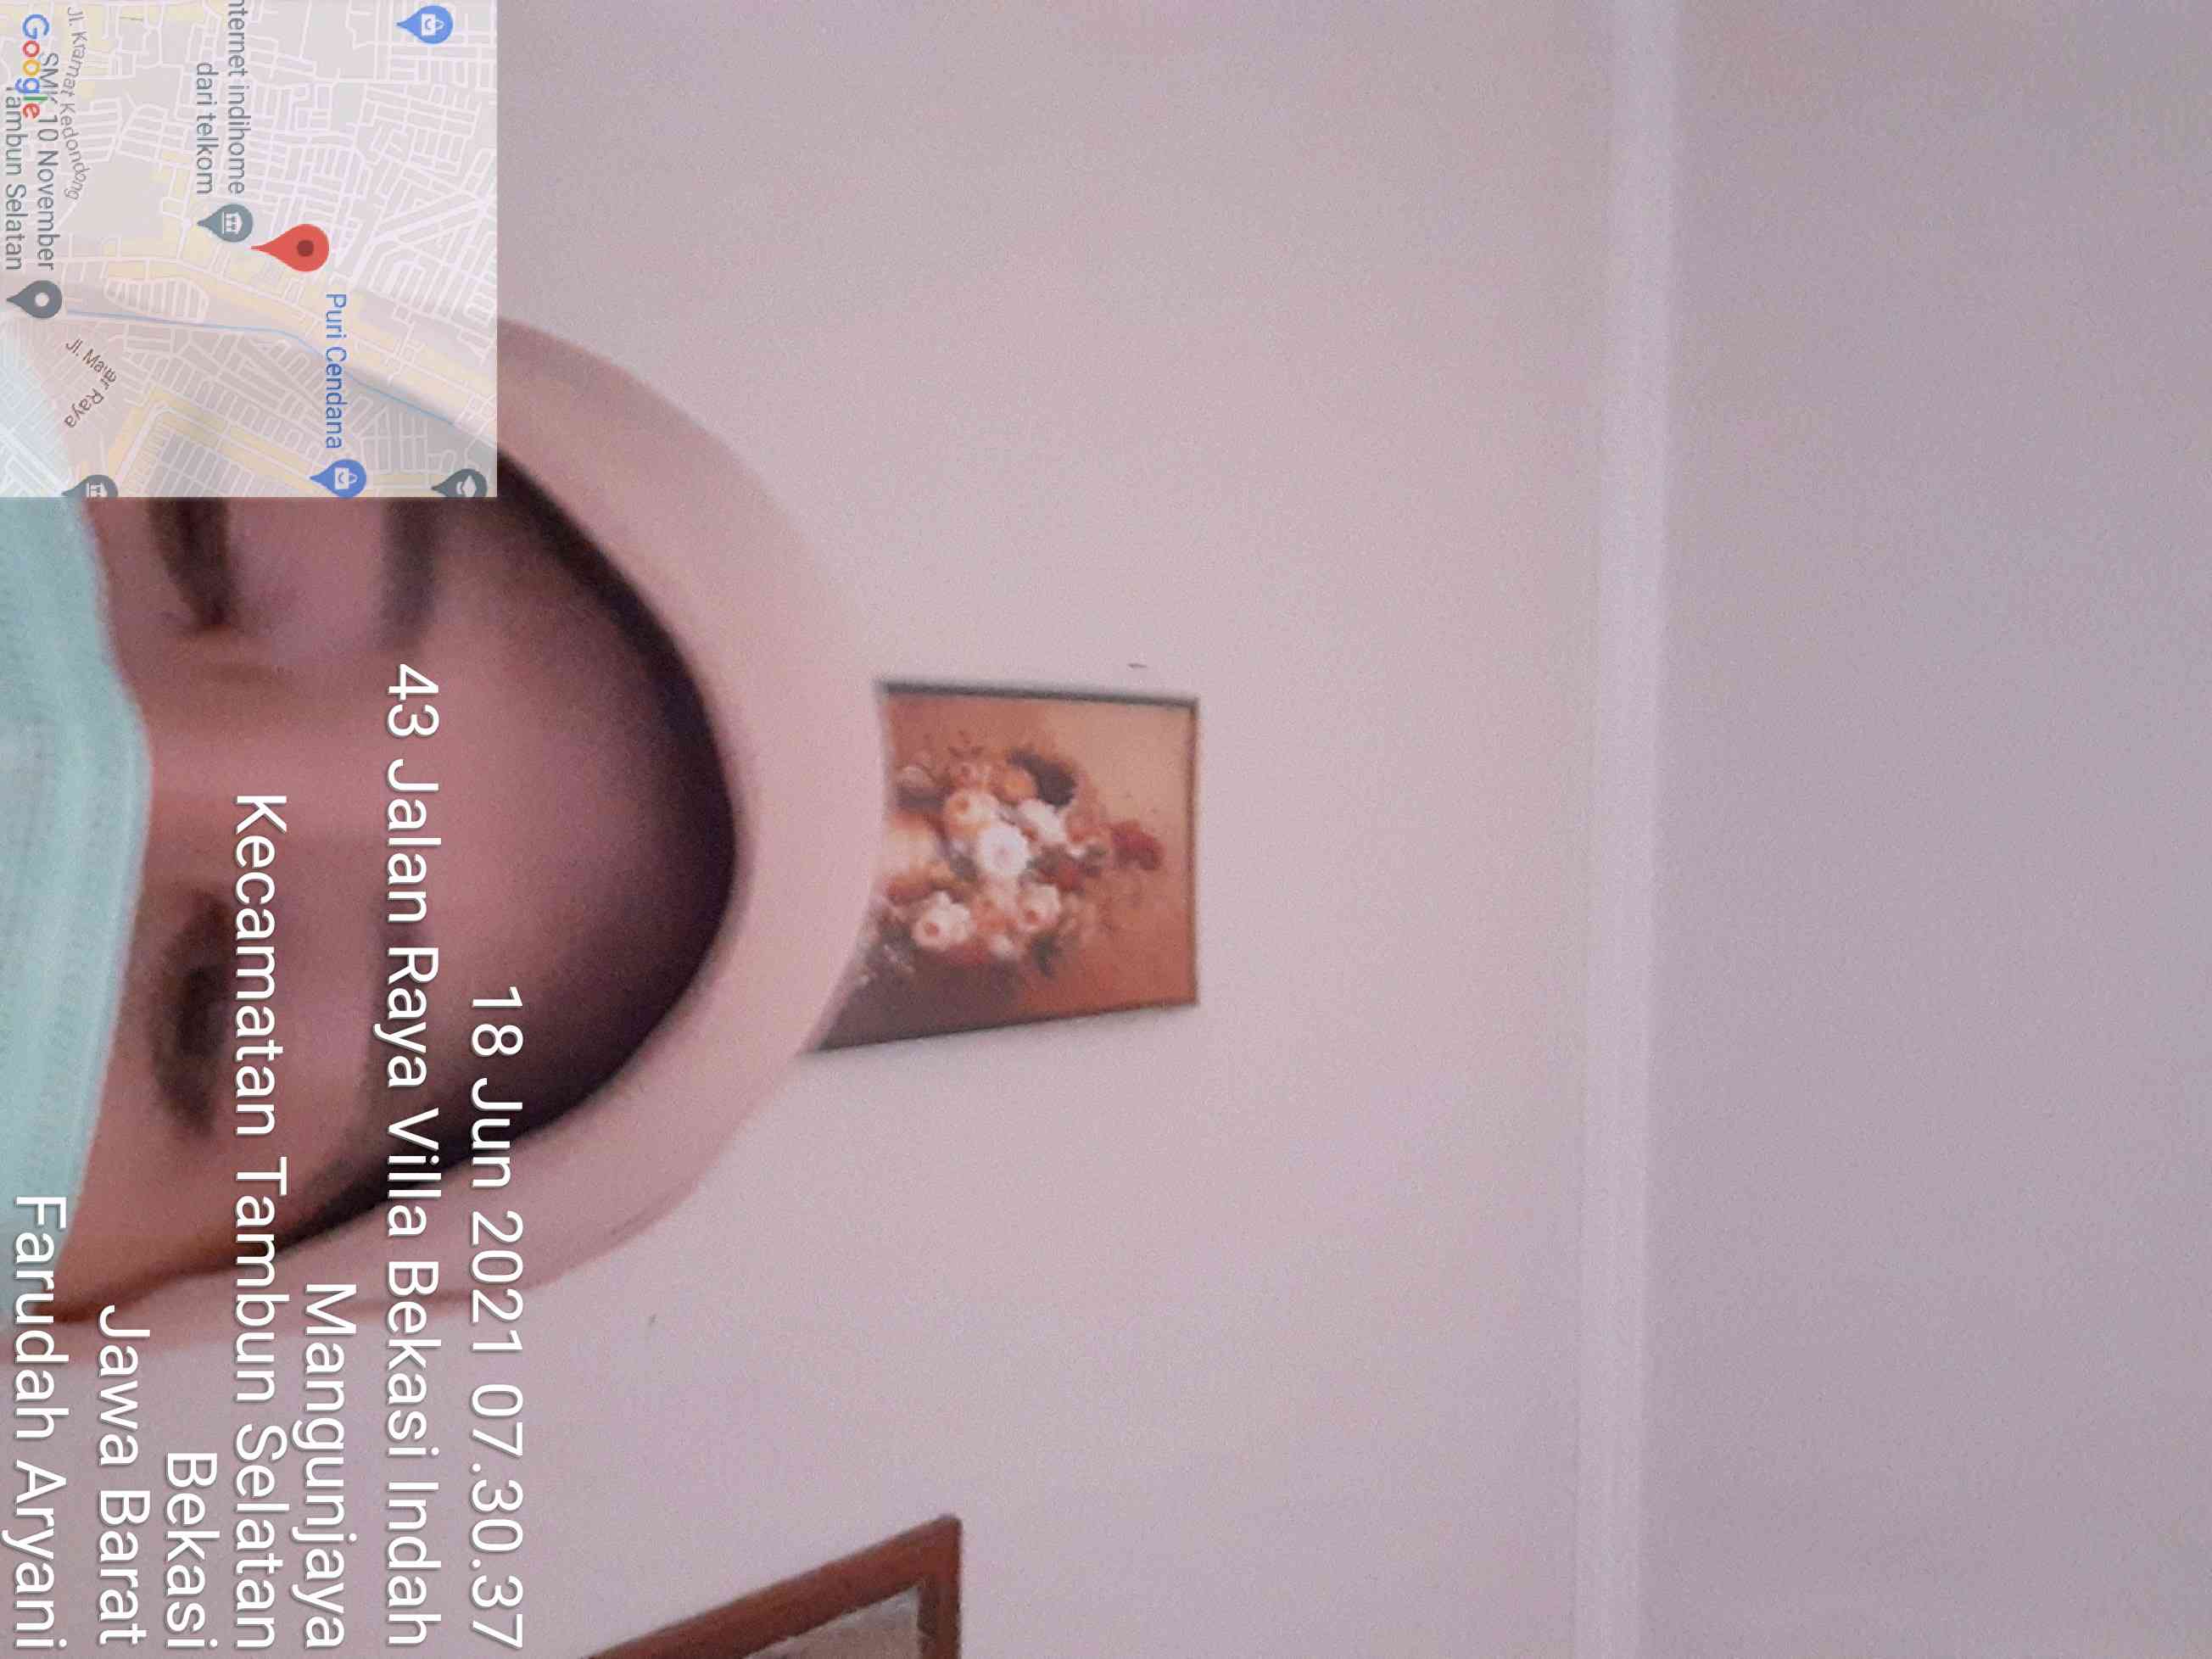 nternet indihome
dari telkom
Puri Cendana
Jl. Kramat Kedondong
SMK 10 November
Tambun Selatan
Jl. Mawar Raya
Google
18 Jun 2021 07.30.37
43 Jalan Raya Villa Bekasi Indah
Mangunjaya
Kecamatan Tambun Selatan
Bekasi
Jawa Barat
Farudah Aryani